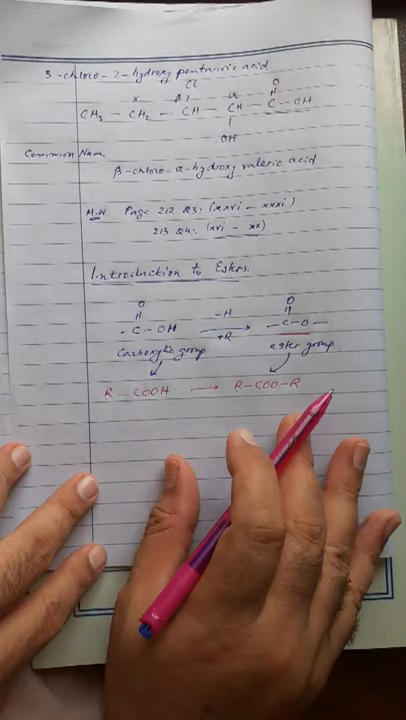 3-chloro-2-hydroxy pentanoic acid
Cl O
γ β α ||
CH₃ – CH₂ – CH – CH – C – OH
|
OH
Common Name.
β-chloro-α-hydroxy valeric acid
H.W Page 212 Q3: (xxvi – xxxi)
213 Q4: (xvi – xx)
Introduction to Esters.
O O
|| ||
– C – OH –H +R – C – O –
Carboxylic group ester group
R – COOH → R–COO–R